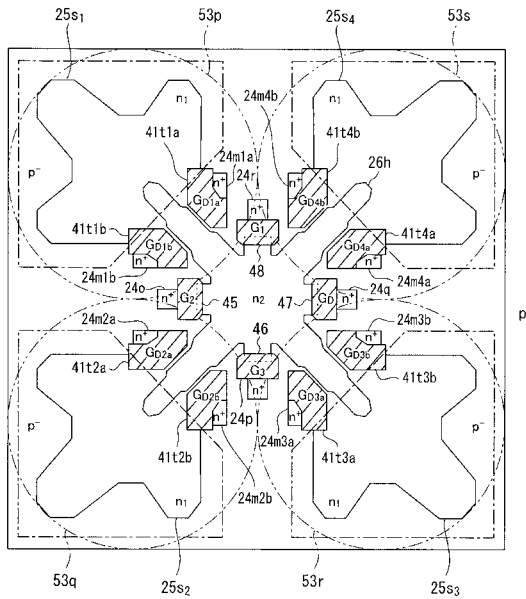 25s1 53p 25s4 53s
n1 24m4b n1
41t1a 24m1a 41t4b
24r 26h
p− n+ n+ n+ p−
GD1a G1 GD4b
41t1b 48 41t4a
GD1b GD4a
n+ n+
24m1b 24o 24q 24m4a
n+ G2 45 n2 47 GD n+
p
24m2a 46 24m3b
n+ n+
41t2a GD2a G3 GD3b
n+ 41t3b
p− GD2b 24p GD3a p−
n+ 24m3a n+
41t2b 41t3a
n1 24m2b n1
53q 25s2 53r 25s3